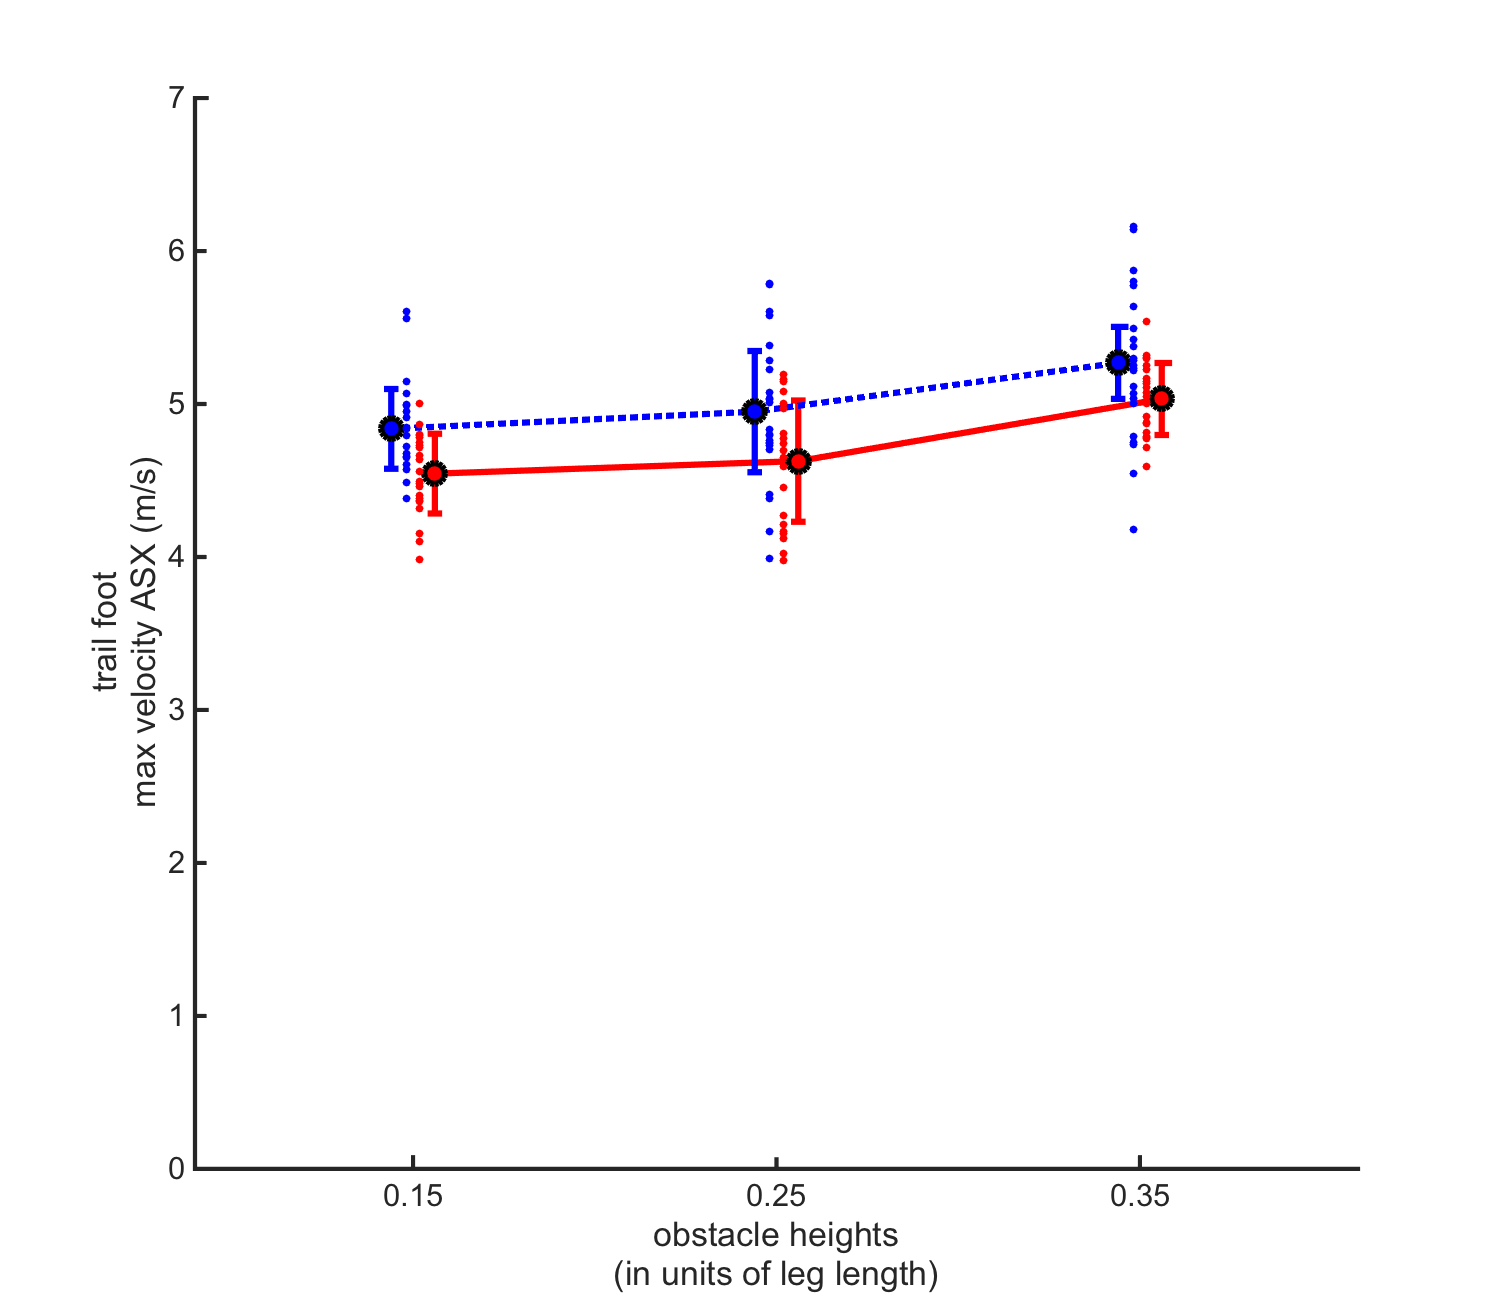 7
6
5
4
3
2
1
0
trail foot
max velocity ASX (m/s)
0.15 0.25 0.35
obstacle heights
(in units of leg length)